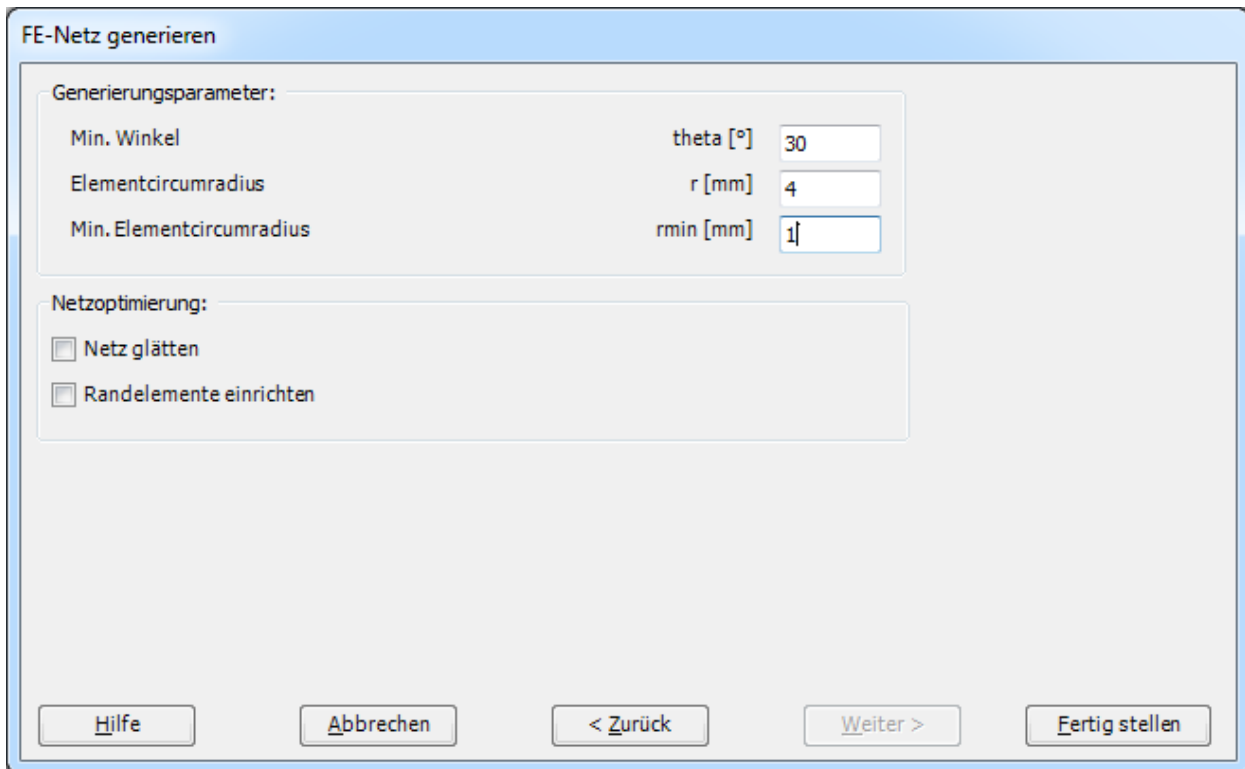 FE-Netz generieren
Generierungsparameter:
Min. Winkel theta [°] 30
Elementcircumradius r [mm] 4
Min. Elementcircumradius rmin [mm] 1
Netzoptimierung:
Netz glätten
Randelemente einrichten
Hilfe Abbrechen < Zurück Weiter > Fertig stellen